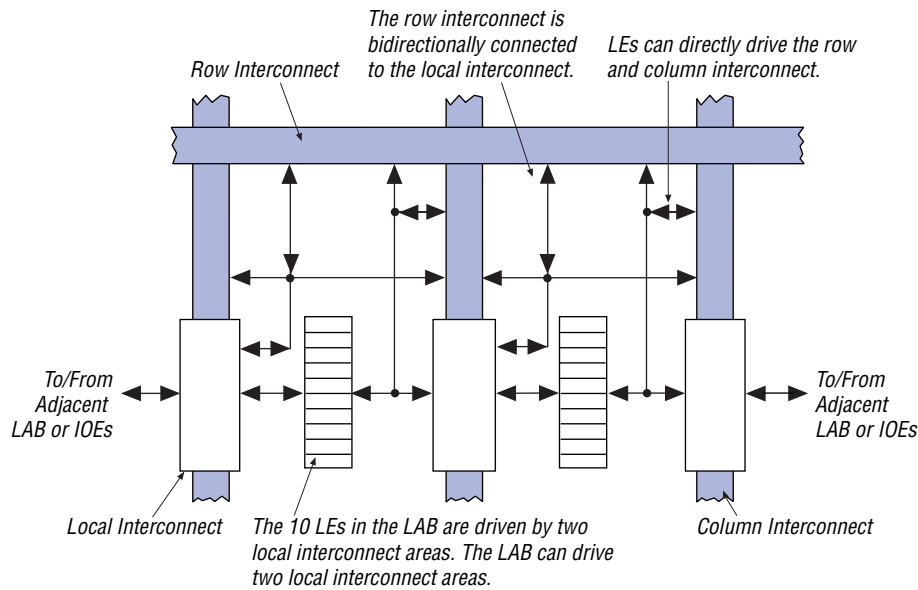 The row interconnect is
bidirectionally connected
to the local interconnect.
LEs can directly drive the row
and column interconnect.
Row Interconnect
To/From
Adjacent
LAB or IOEs
To/From
Adjacent
LAB or IOEs
Local Interconnect
The 10 LEs in the LAB are driven by two
local interconnect areas. The LAB can drive
two local interconnect areas.
Column Interconnect